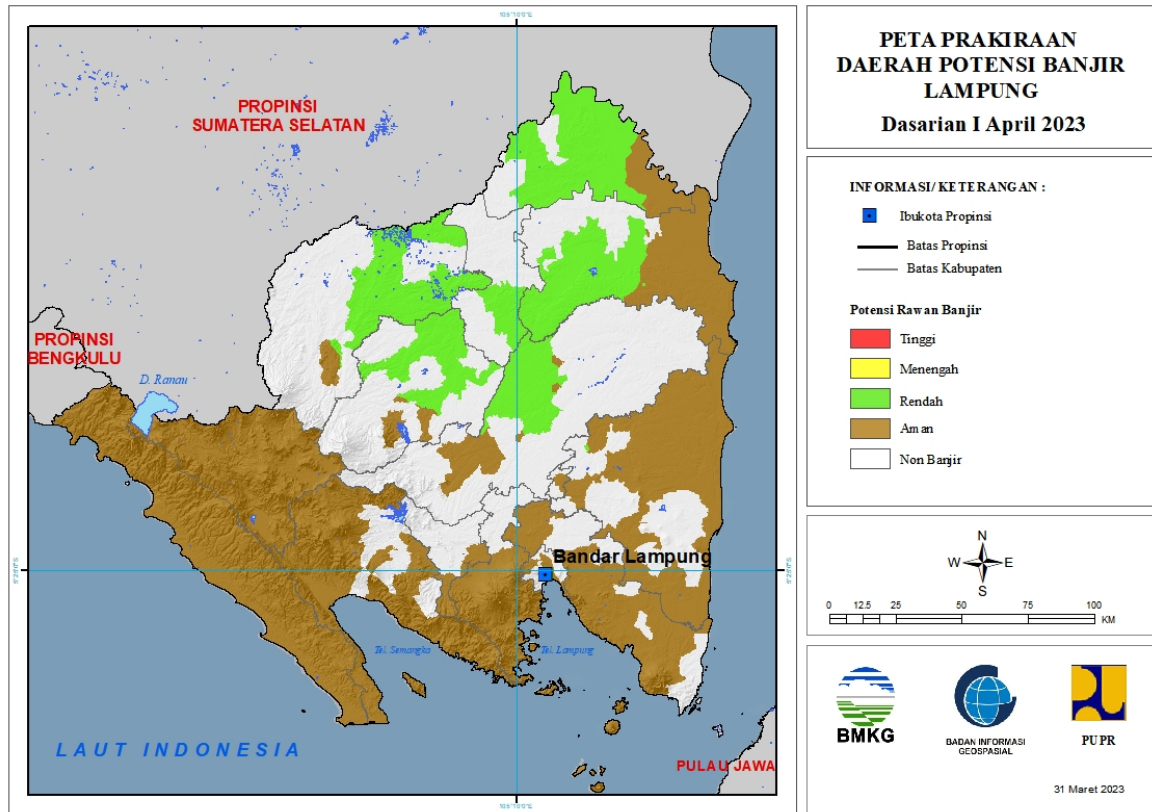 PETA PRAKIRAAN
DAERAH POTENSI BANJIR
LAMPUNG
Dasarian I April 2023
INFORMASI/ KETERANGAN :
Ibukota Propinsi
Batas Propinsi
Batas Kabupaten
Potensi Rawan Banjir
Tinggi
Menengah
Rendah
Aman
Non Banjir
N
W
E
S
0 12.5 25 50 75 100
KM
BMKG
BADAN INFORMASI
GEOSPASIAL
PUPR
31 Maret 2023
PROPINSI
SUMATERA SELATAN
PROPINSI
BENGKULU
D. Ranau
Bandar Lampung
Tel. Semangka
Tel. Lampung
LAUT INDONESIA
PULAU JAWA